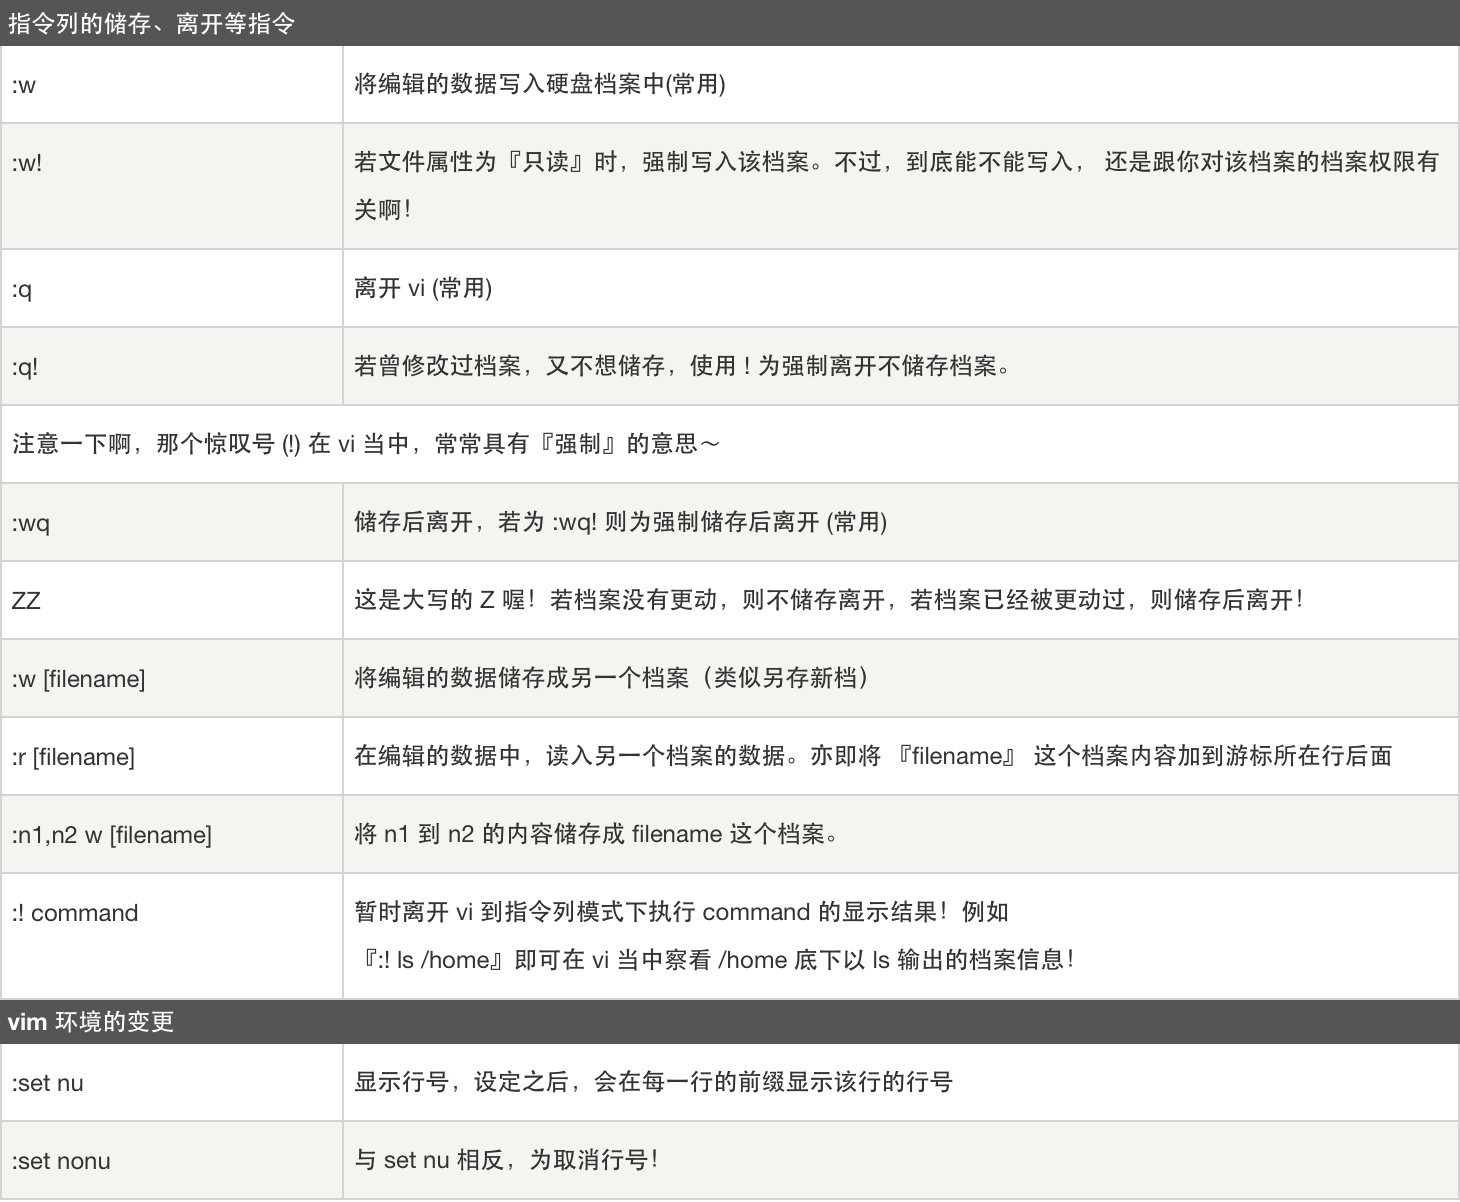 指令列的储存、离开等指令
:w
将编辑的数据写入硬盘档案中(常用)
:w!
若文件属性为『只读』时，强制写入该档案。不过，到底能不能写入， 还是跟你对该档案的档案权限有
关啊！
:q
离开 vi (常用)
:q!
若曾修改过档案，又不想储存，使用 ! 为强制离开不储存档案。
注意一下啊，那个惊叹号 (!) 在 vi 当中，常常具有『强制』的意思～
:wq
储存后离开，若为 :wq! 则为强制储存后离开 (常用)
ZZ
这是大写的 Z 喔！若档案没有更动，则不储存离开，若档案已经被更动过，则储存后离开！
:w [filename]
将编辑的数据储存成另一个档案（类似另存新档）
:r [filename]
在编辑的数据中，读入另一个档案的数据。亦即将 『filename』 这个档案内容加到游标所在行后面
:n1,n2 w [filename]
将 n1 到 n2 的内容储存成 filename 这个档案。
:! command
暂时离开 vi 到指令列模式下执行 command 的显示结果！例如
『:! ls /home』即可在 vi 当中察看 /home 底下以 ls 输出的档案信息！
vim 环境的变更
:set nu
显示行号，设定之后，会在每一行的前缀显示该行的行号
:set nonu
与 set nu 相反，为取消行号！